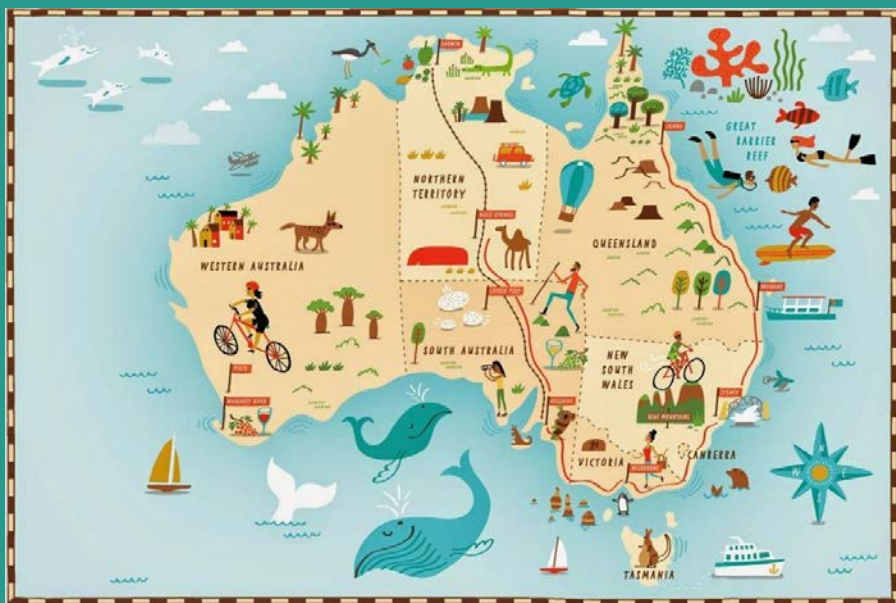 DARWIN
GREAT
BARRIER
REEF
CAIRNS
NORTHERN
TERRITORY
ALICE SPRINGS
QUEENSLAND
WESTERN AUSTRALIA
COOBER PEDY
BRISBANE
SOUTH AUSTRALIA
NEW
SOUTH
WALES
PERTH
MARGARET RIVER
ADELAIDE
SYDNEY
BLUE MOUNTAINS
VICTORIA
CANBERRA
MELBOURNE
TASMANIA
N
W
E
S